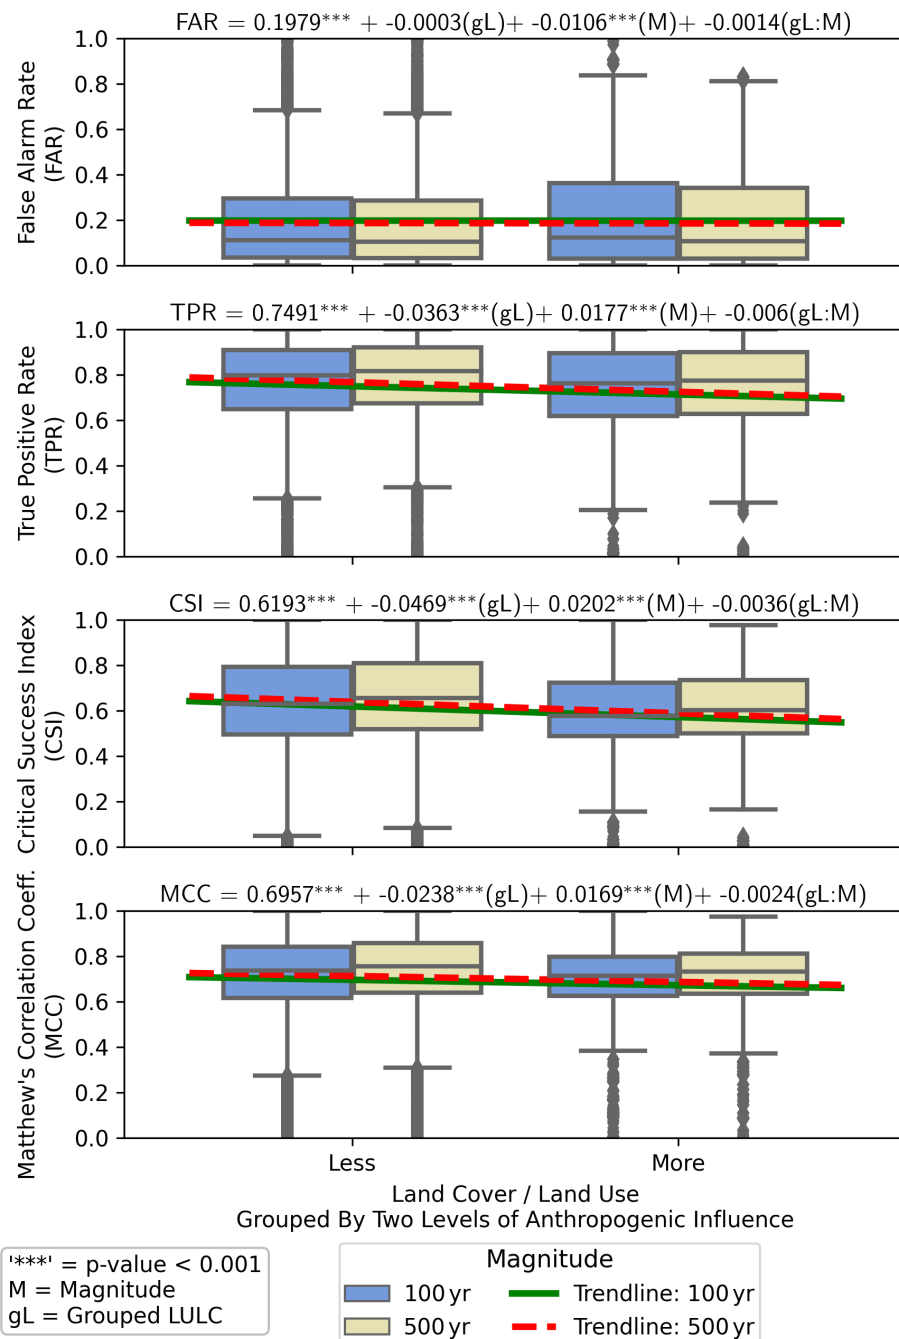 FAR = 0.1979*** + -0.0003(gL)+ -0.0106***(M)+ -0.0014(gL:M)
False Alarm Rate
(FAR)
1.0
0.8
0.6
0.4
0.2
0.0
TPR = 0.7491*** + -0.0363***(gL)+ 0.0177***(M)+ -0.006(gL:M)
True Positive Rate
(TPR)
1.0
0.8
0.6
0.4
0.2
0.0
CSI = 0.6193*** + -0.0469***(gL)+ 0.0202***(M)+ -0.0036(gL:M)
Critical Success Index
(CSI)
1.0
0.8
0.6
0.4
0.2
0.0
MCC = 0.6957*** + -0.0238***(gL)+ 0.0169***(M)+ -0.0024(gL:M)
Matthew's Correlation Coeff.
(MCC)
1.0
0.8
0.6
0.4
0.2
0.0
Less More
Land Cover / Land Use
Grouped By Two Levels of Anthropogenic Influence
'***' = p-value < 0.001
M = Magnitude
gL = Grouped LULC
Magnitude
100 yr Trendline: 100 yr
500 yr Trendline: 500 yr